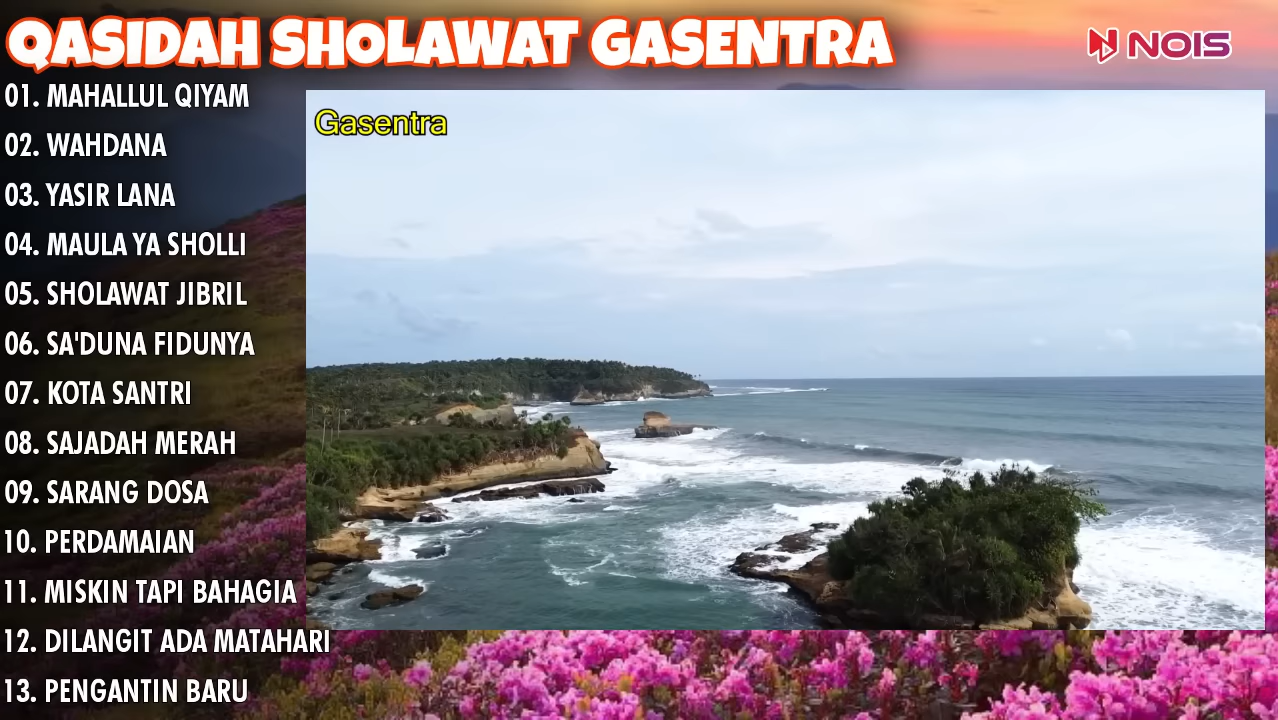 QASIDAH SHOLAWAT GASENTRA
NOIS
01. MAHALLUL QIYAM
Gasentra
02. WAHDANA
03. YASIR LANA
04. MAULA YA SHOLLI
05. SHOLAWAT JIBRIL
06. SA'DUNA FIDUNYA
07. KOTA SANTRI
08. SAJADAH MERAH
09. SARANG DOSA
10. PERDAMAIAN
11. MISKIN TAPI BAHAGIA
12. DILANGIT ADA MATAHARI
13. PENGANTIN BARU